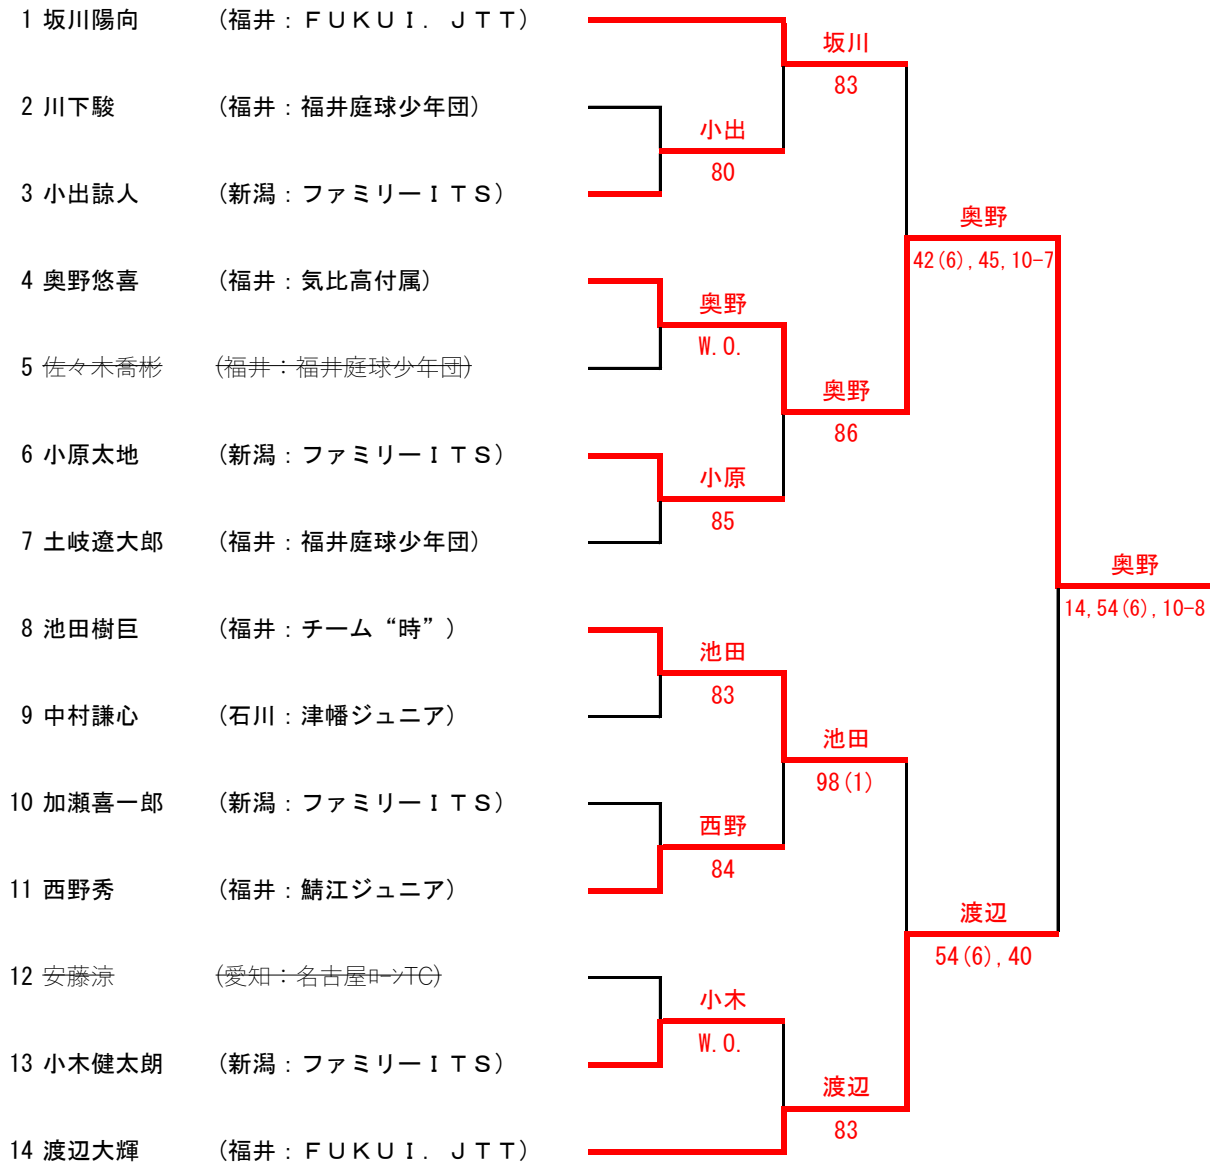 1 坂川陽向 (福井：ＦＵＫＵＩ．ＪＴＴ)
坂川
83
2 川下駿 (福井：福井庭球少年団)
小出
80
3 小出諒人 (新潟：ファミリーＩＴＳ)
奥野
42(6),45,10-7
4 奥野悠喜 (福井：気比高付属)
奥野
W.O.
5 佐々木喬彬 (福井：福井庭球少年団)
奥野
86
6 小原太地 (新潟：ファミリーＩＴＳ)
小原
85
7 土岐遼大郎 (福井：福井庭球少年団)
奥野
14,54(6),10-8
8 池田樹巨 (福井：チーム“時”)
池田
83
9 中村謙心 (石川：津幡ジュニア)
池田
98(1)
10 加瀬喜一郎 (新潟：ファミリーＩＴＳ)
西野
84
11 西野秀 (福井：鯖江ジュニア)
渡辺
54(6),40
12 安藤涼 (愛知：名古屋ﾛｰﾝTC)
小木
W.O.
13 小木健太朗 (新潟：ファミリーＩＴＳ)
渡辺
83
14 渡辺大輝 (福井：ＦＵＫＵＩ．ＪＴＴ)